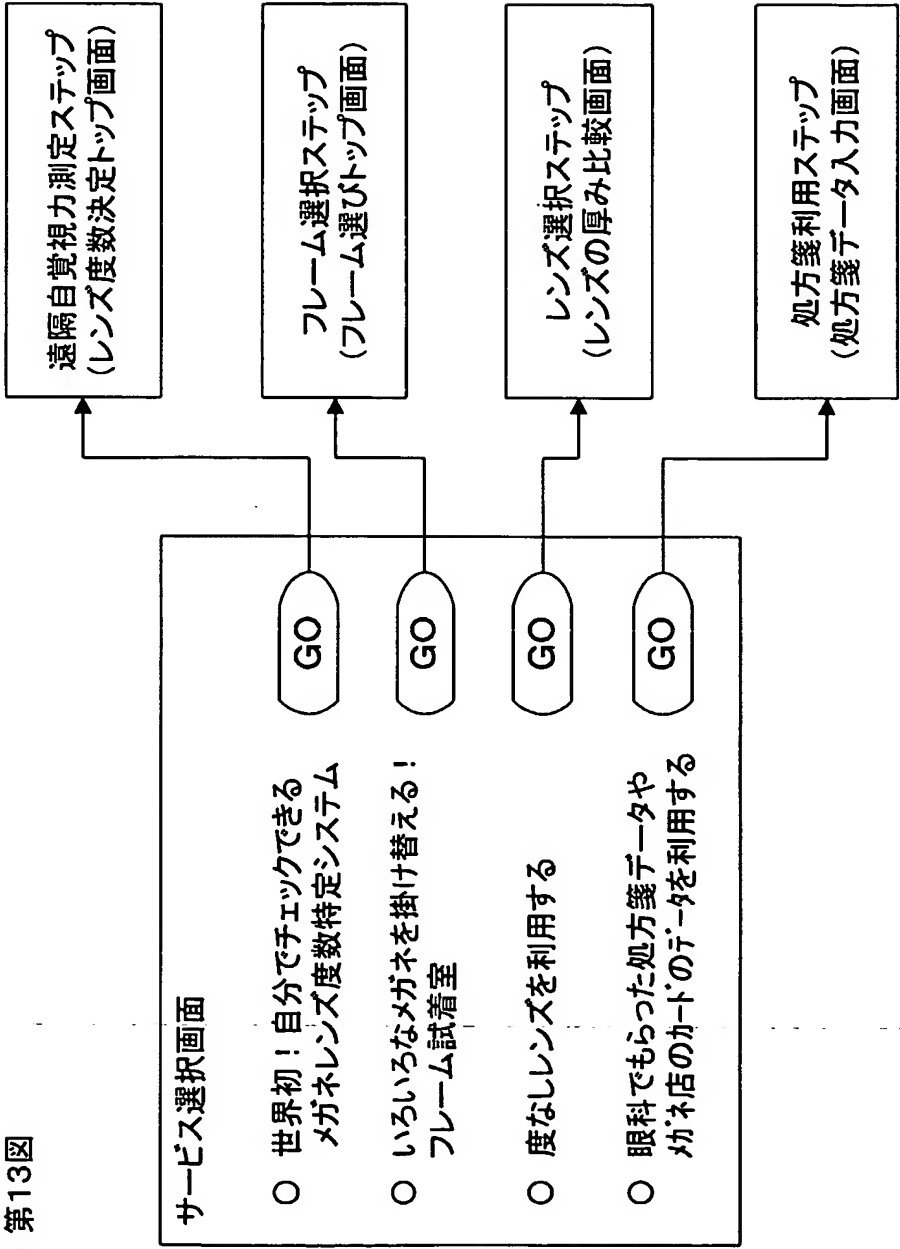 第13図
サービス選択画面
○ 世界初！自分でチェックできる
メガネレンズ度数特定システム
GO
○ いろいろなメガネを掛け替える！
フレーム試着室
GO
○ 度なしレンズを利用する
GO
○ 眼科でもらった処方箋データや
メガネ店のカードのデータを利用する
GO
遠隔自覚視力測定ステップ
(レンズ度数決定トップ画面)
フレーム選択ステップ
(フレーム選びトップ画面)
レンズ選択ステップ
(レンズの厚み比較画面)
処方箋利用ステップ
(処方箋データ入力画面)